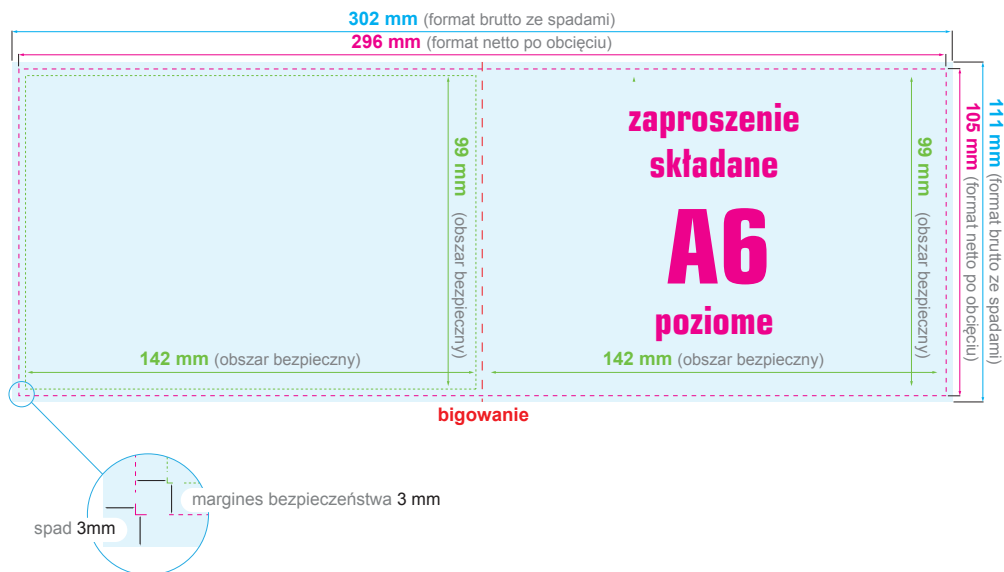 302 mm (format brutto ze spadami)
296 mm (format netto po obcięciu)
zaproszenie
składane
A6
poziome
99 mm (obszar bezpieczny)
99 mm (obszar bezpieczny)
105 mm (format netto po obcięciu)
111 mm (format brutto ze spadami)
142 mm (obszar bezpieczny)
142 mm (obszar bezpieczny)
bigowanie
margines bezpieczeństwa 3 mm
spad 3mm